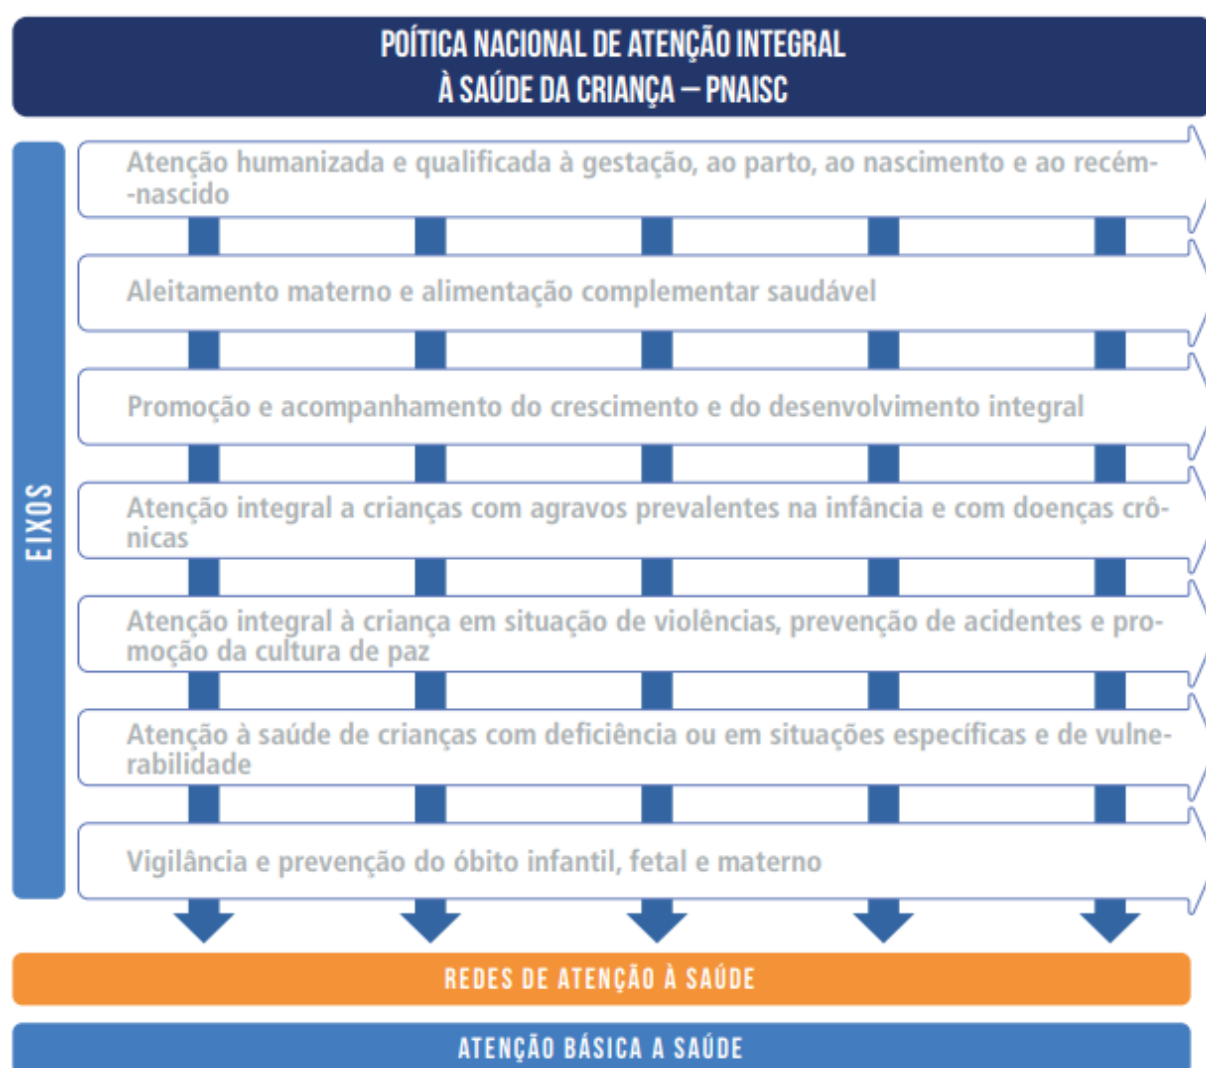 POÍTICA NACIONAL DE ATENÇÃO INTEGRAL
À SAÚDE DA CRIANÇA – PNAISC
EIXOS
Atenção humanizada e qualificada à gestação, ao parto, ao nascimento e ao recém-
-nascido
Aleitamento materno e alimentação complementar saudável
Promoção e acompanhamento do crescimento e do desenvolvimento integral
Atenção integral a crianças com agravos prevalentes na infância e com doenças crô-
nicas
Atenção integral à criança em situação de violências, prevenção de acidentes e pro-
moção da cultura de paz
Atenção à saúde de crianças com deficiência ou em situações específicas e de vulne-
rabilidade
Vigilância e prevenção do óbito infantil, fetal e materno
REDES DE ATENÇÃO À SAÚDE
ATENÇÃO BÁSICA A SAÚDE